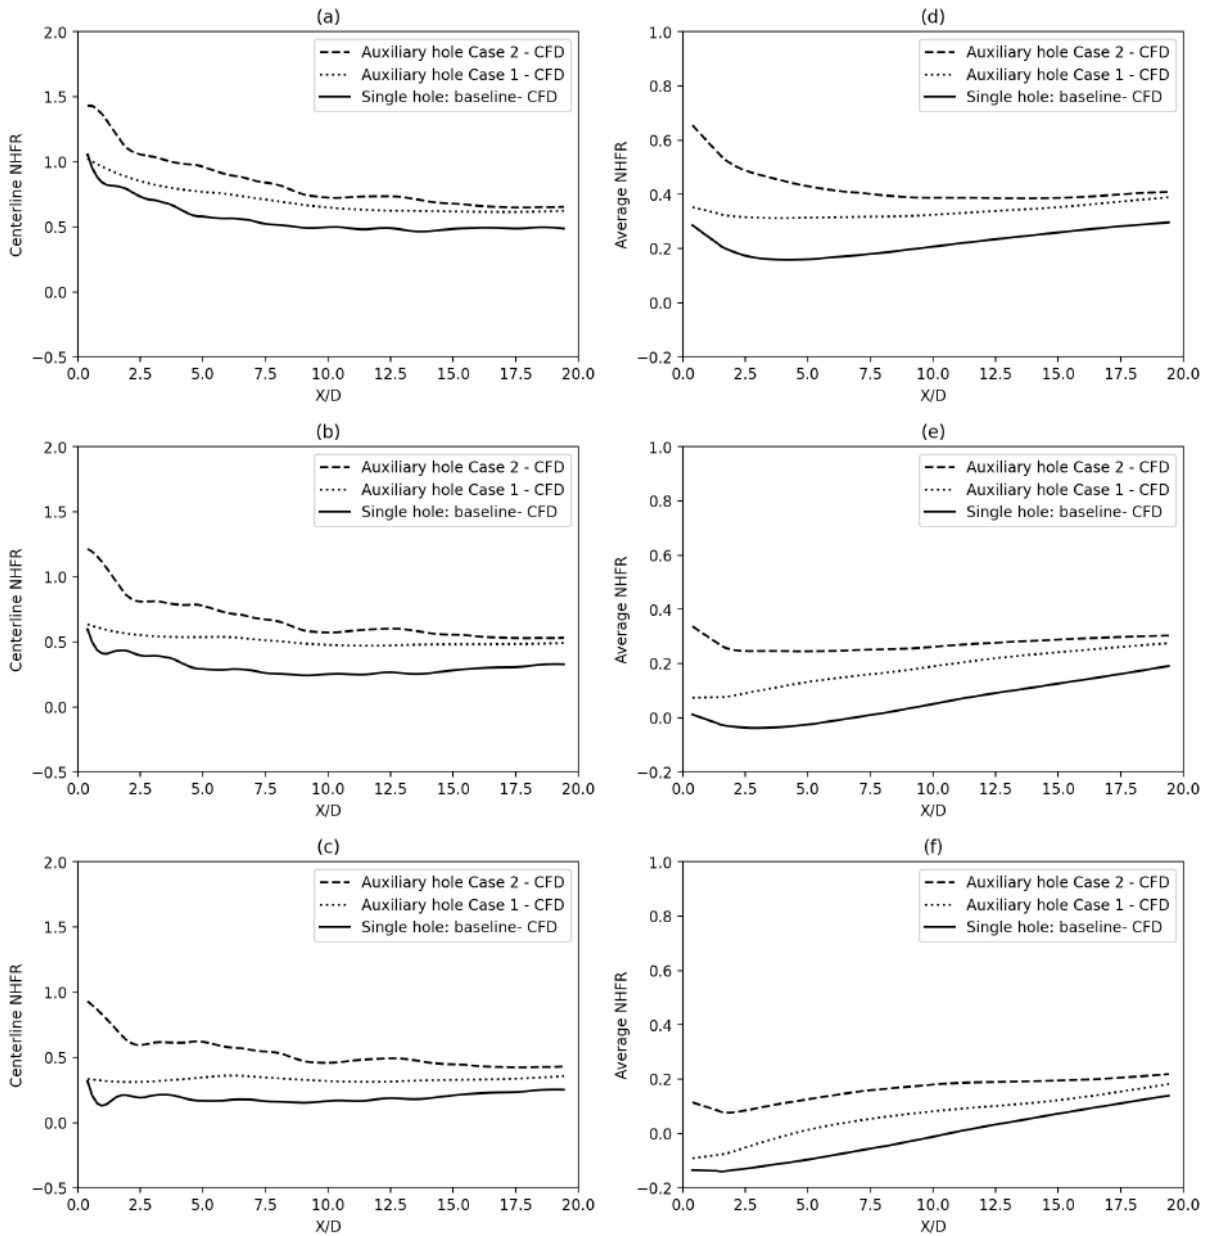 (a)
2.0
1.5
1.0
0.5
0.0
−0.5
Centerline NHFR
Auxiliary hole Case 2 - CFD
Auxiliary hole Case 1 - CFD
Single hole: baseline- CFD
0.0 2.5 5.0 7.5 10.0 12.5 15.0 17.5 20.0
X/D
(d)
1.0
0.8
0.6
0.4
0.2
0.0
−0.2
Average NHFR
Auxiliary hole Case 2 - CFD
Auxiliary hole Case 1 - CFD
Single hole: baseline- CFD
0.0 2.5 5.0 7.5 10.0 12.5 15.0 17.5 20.0
X/D
(b)
2.0
1.5
1.0
0.5
0.0
−0.5
Centerline NHFR
Auxiliary hole Case 2 - CFD
Auxiliary hole Case 1 - CFD
Single hole: baseline- CFD
0.0 2.5 5.0 7.5 10.0 12.5 15.0 17.5 20.0
X/D
(e)
1.0
0.8
0.6
0.4
0.2
0.0
−0.2
Average NHFR
Auxiliary hole Case 2 - CFD
Auxiliary hole Case 1 - CFD
Single hole: baseline- CFD
0.0 2.5 5.0 7.5 10.0 12.5 15.0 17.5 20.0
X/D
(c)
2.0
1.5
1.0
0.5
0.0
−0.5
Centerline NHFR
Auxiliary hole Case 2 - CFD
Auxiliary hole Case 1 - CFD
Single hole: baseline- CFD
0.0 2.5 5.0 7.5 10.0 12.5 15.0 17.5 20.0
X/D
(f)
1.0
0.8
0.6
0.4
0.2
0.0
−0.2
Average NHFR
Auxiliary hole Case 2 - CFD
Auxiliary hole Case 1 - CFD
Single hole: baseline- CFD
0.0 2.5 5.0 7.5 10.0 12.5 15.0 17.5 20.0
X/D